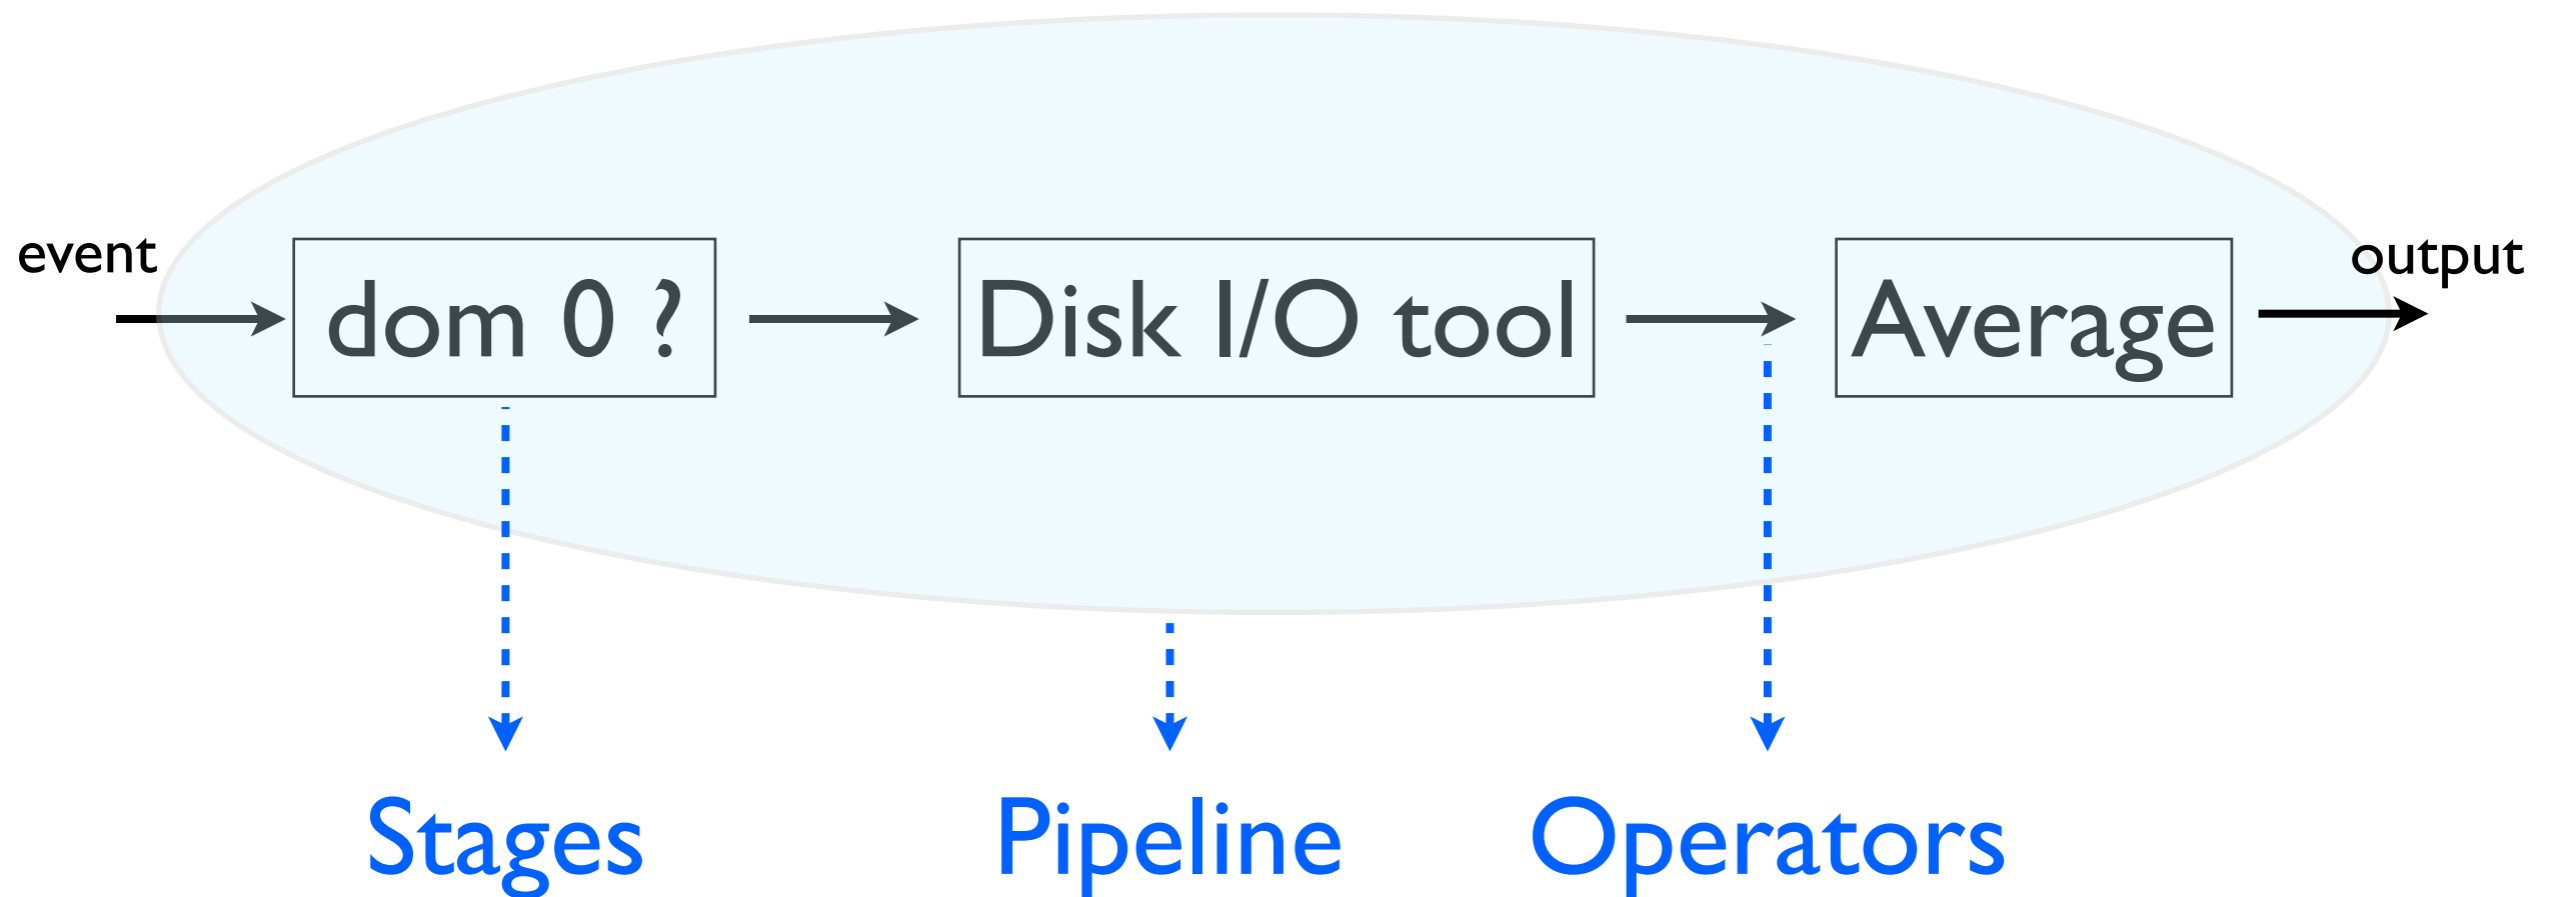 event
dom 0 ?
Disk I/O tool
Average
output
Stages
Pipeline
Operators